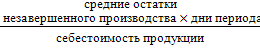 средние остатки
незавершенного производства × дни периода
себестоимость продукции